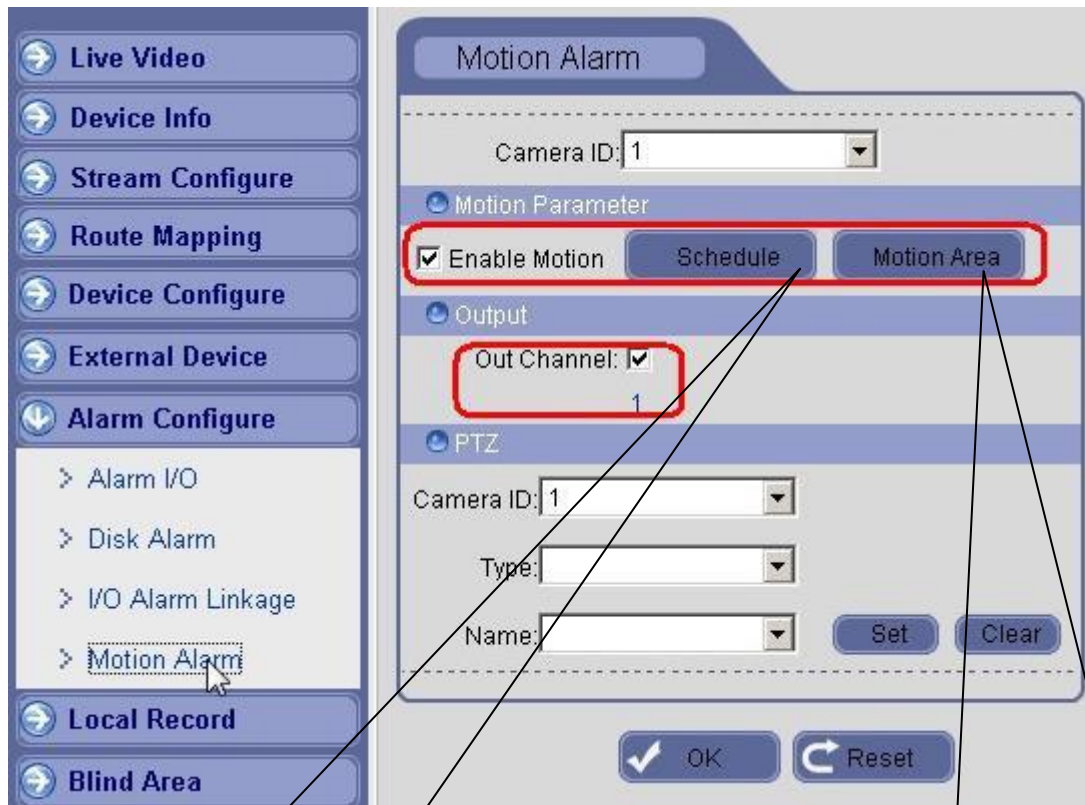 Live Video
Device Info
Stream Configure
Route Mapping
Device Configure
External Device
Alarm Configure
> Alarm I/O
> Disk Alarm
> I/O Alarm Linkage
> Motion Alarm
Local Record
Blind Area
Motion Alarm
Camera ID: 1
Motion Parameter
Enable Motion Schedule Motion Area
Output
Out Channel:
1
PTZ
Camera ID: 1
Type:
Name: Set Clear
OK Reset